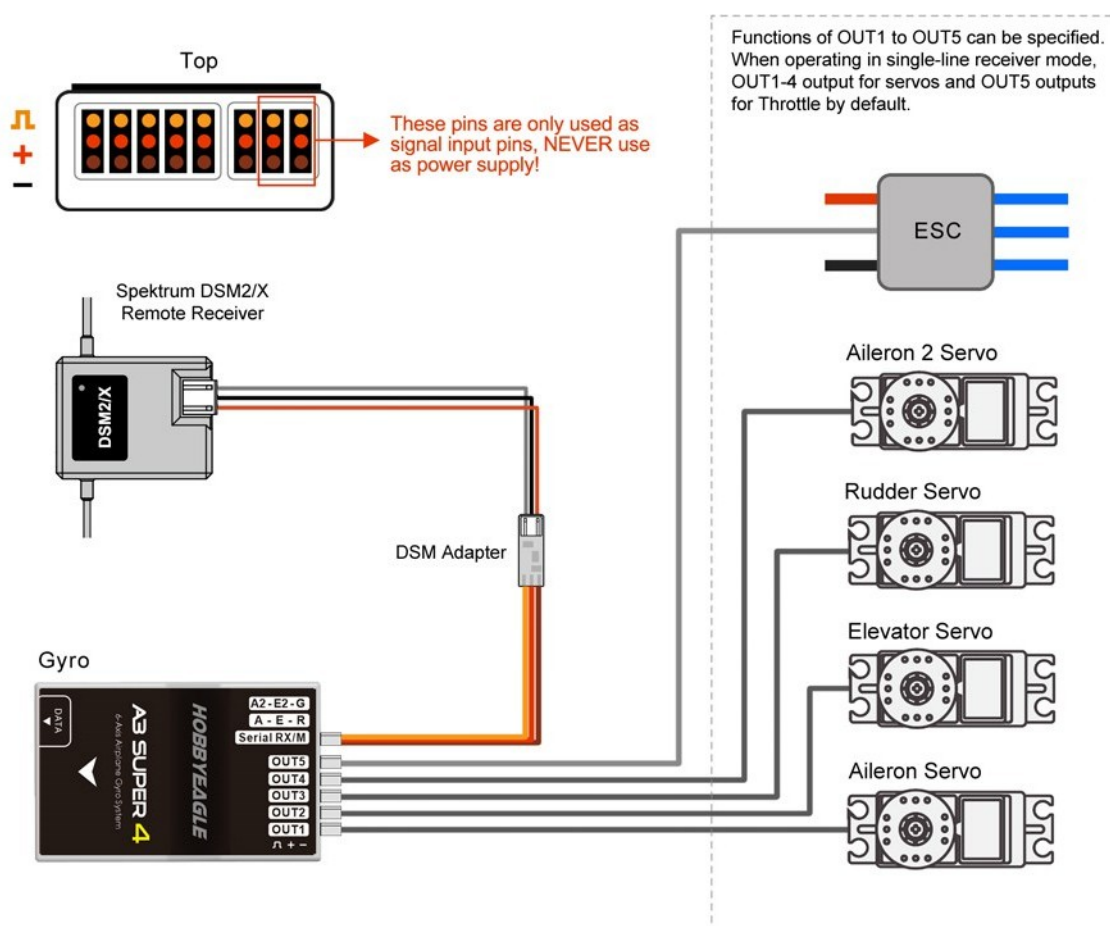 Top
+
−
These pins are only used as
signal input pins, NEVER use
as power supply!
Functions of OUT1 to OUT5 can be specified.
When operating in single-line receiver mode,
OUT1-4 output for servos and OUT5 outputs
for Throttle by default.
ESC
Spektrum DSM2/X
Remote Receiver
DSM2/X
DSM Adapter
Aileron 2 Servo
Rudder Servo
Elevator Servo
Aileron Servo
Gyro
DATA
A3 SUPER 4
6-Axis Airplane Gyro System
HOBBYEAGLE
A2 - E2 - G
A - E - R
Serial RX/M
OUT5
OUT4
OUT3
OUT2
OUT1
+ −